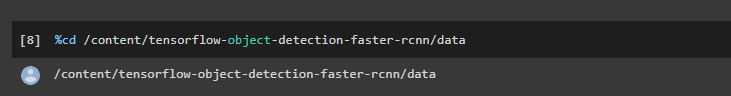 [8] %cd /content/tensorflow-object-detection-faster-rcnn/data
/content/tensorflow-object-detection-faster-rcnn/data